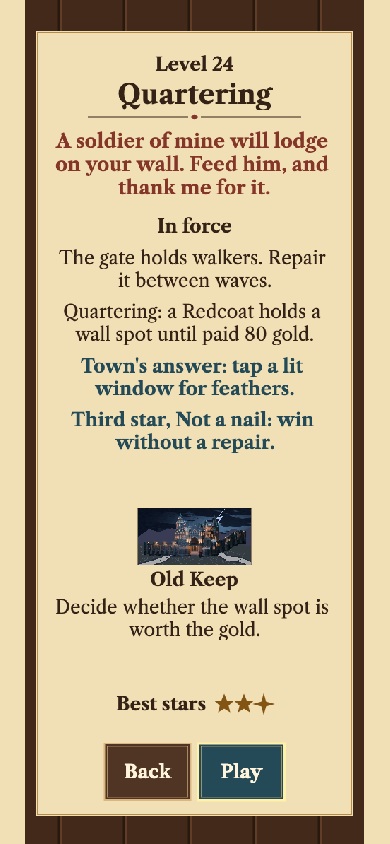 Level 24
Quartering
A soldier of mine will lodge
on your wall. Feed him, and
thank me for it.
In force
The gate holds walkers. Repair
it between waves.
Quartering: a Redcoat holds a
wall spot until paid 80 gold.
Town's answer: tap a lit
window for feathers.
Third star, Not a nail: win
without a repair.
Old Keep
Decide whether the wall spot is
worth the gold.
Best stars
Back
Play